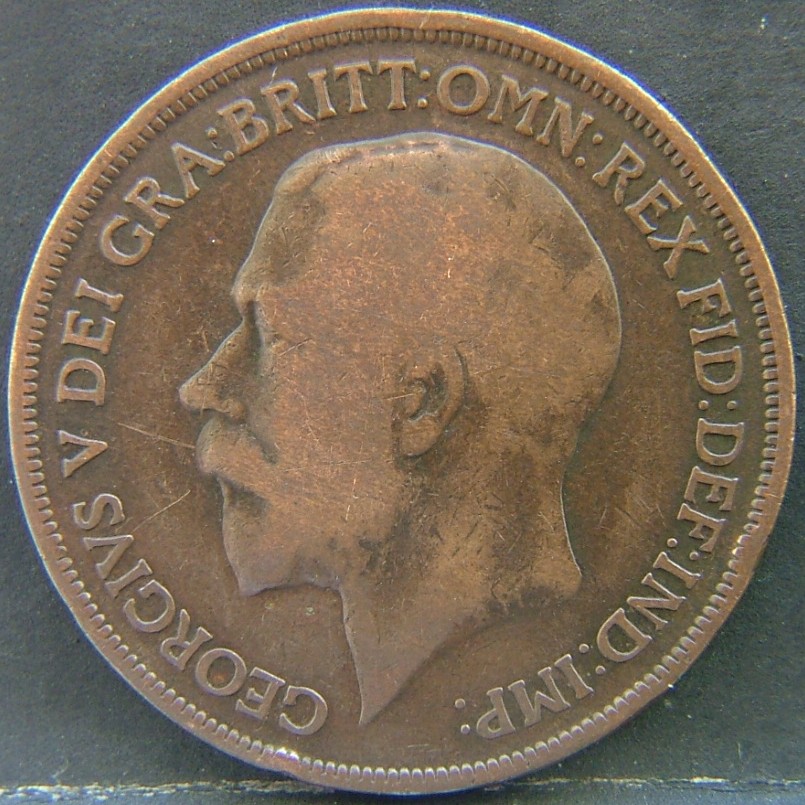 GEORGIVS V DEI GRA:BRITT:OMN:REX FID:DEF:IND:IMP: